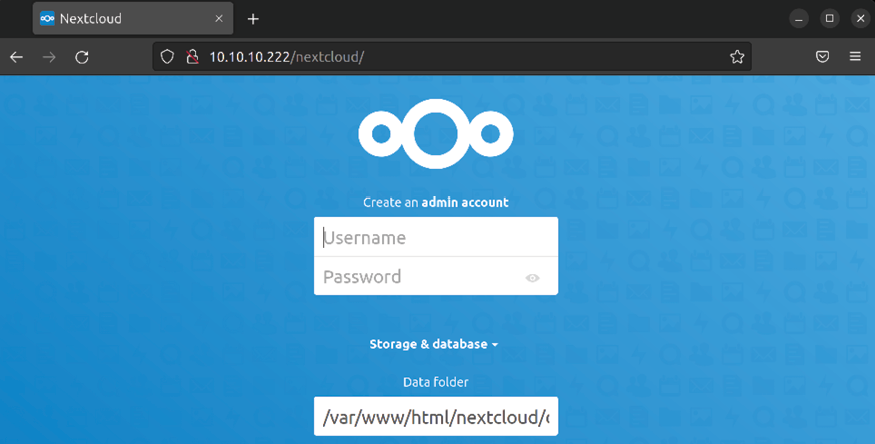 Nextcloud
10.10.10.222/nextcloud/
Create an admin account
Username
Password
Storage & database
Data folder
/var/www/html/nextcloud/